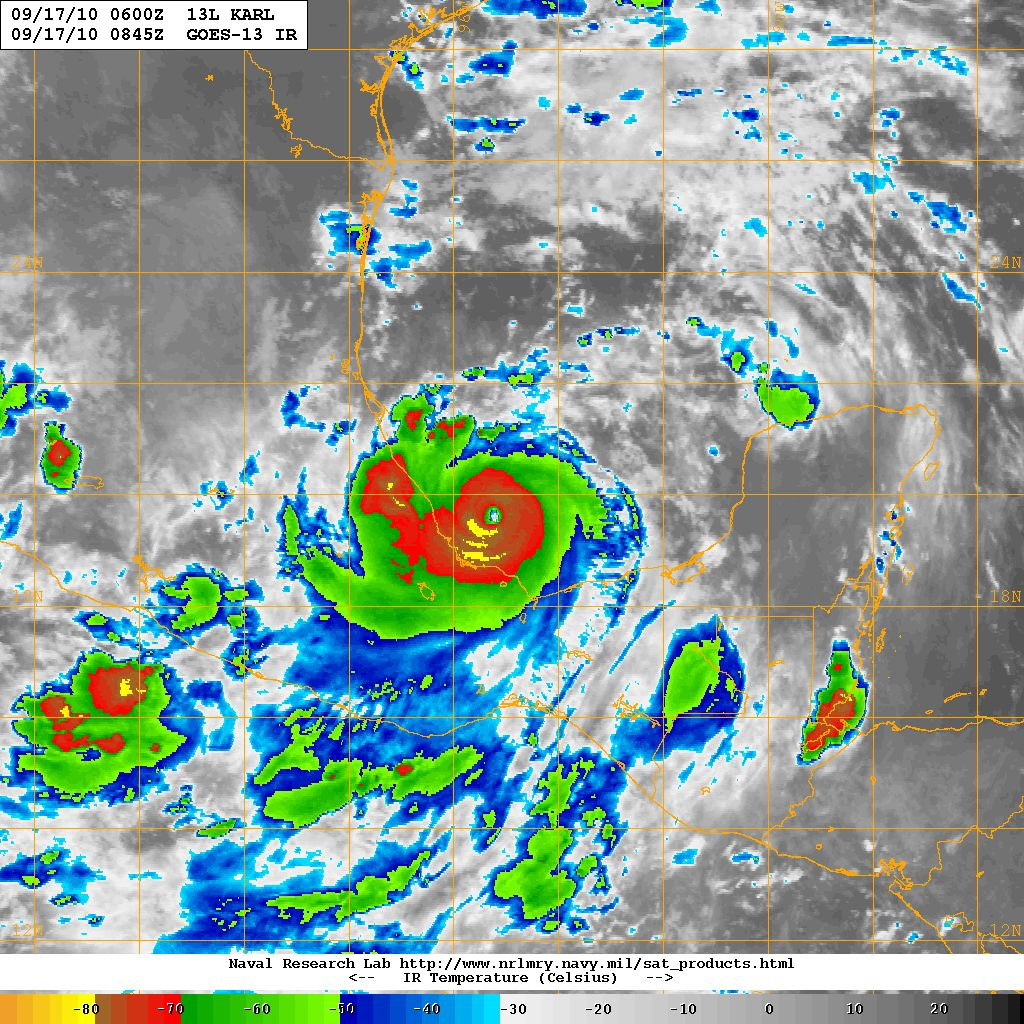 09/17/10 0600Z 13L KARL
09/17/10 0845Z GOES-13 IR
24N 24N
18N
12N 12N
Naval Research Lab http://www.nrlmry.navy.mil/sat_products.html
<-- IR Temperature (Celsius) -->
-80 -70 -60 -50 -40 -30 -20 -10 0 10 20